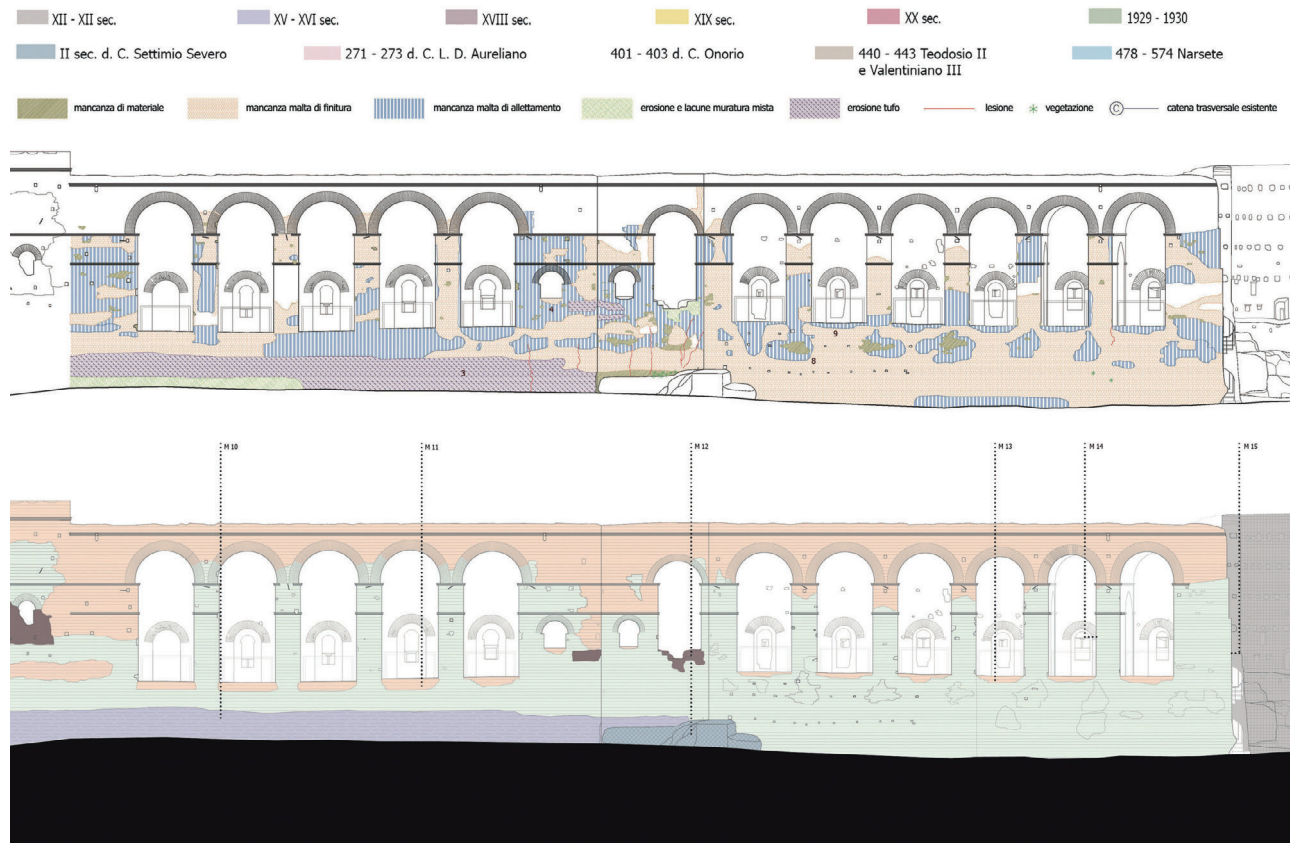 XII - XII sec.
XV - XVI sec.
XVIII sec.
XIX sec.
XX sec.
1929 - 1930
II sec. d. C. Settimio Severo
271 - 273 d. C. L. D. Aureliano
401 - 403 d. C. Onorio
440 - 443 Teodosio II
e Valentiniano III
478 - 574 Narsete
mancanza di materiale
mancanza malta di finitura
mancanza malta di allettamento
erosione e lacune muratura mista
erosione tufo
lesione
vegetazione
C
catena trasversale esistente
4
9
8
3
M 10
M 11
M 12
M 13
M 14
M 15